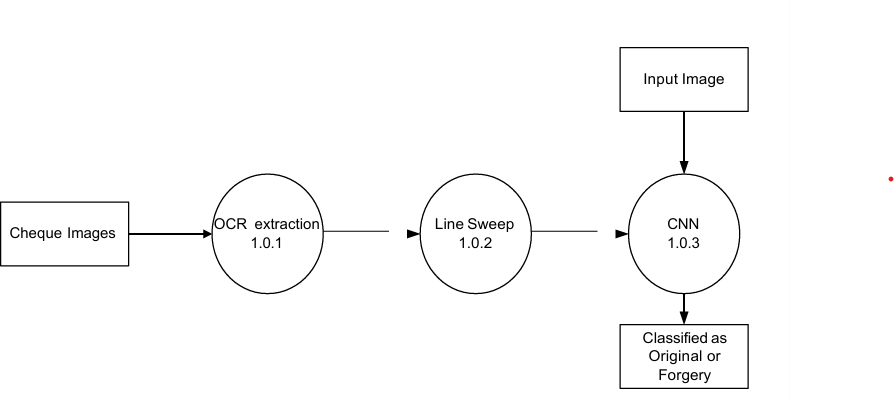 Input Image
Cheque Images
OCR extraction
1.0.1
Line Sweep
1.0.2
CNN
1.0.3
Classified as
Original or
Forgery